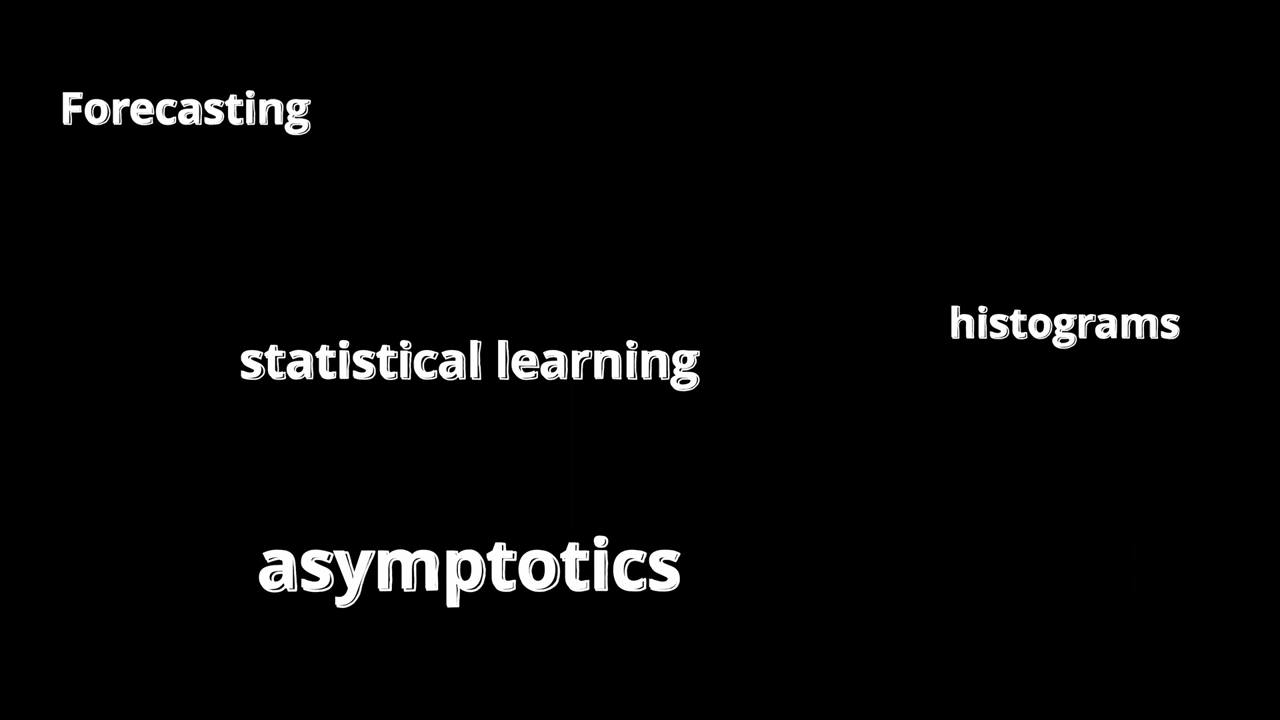 Forecasting
histograms
statistical learning
asymptotics